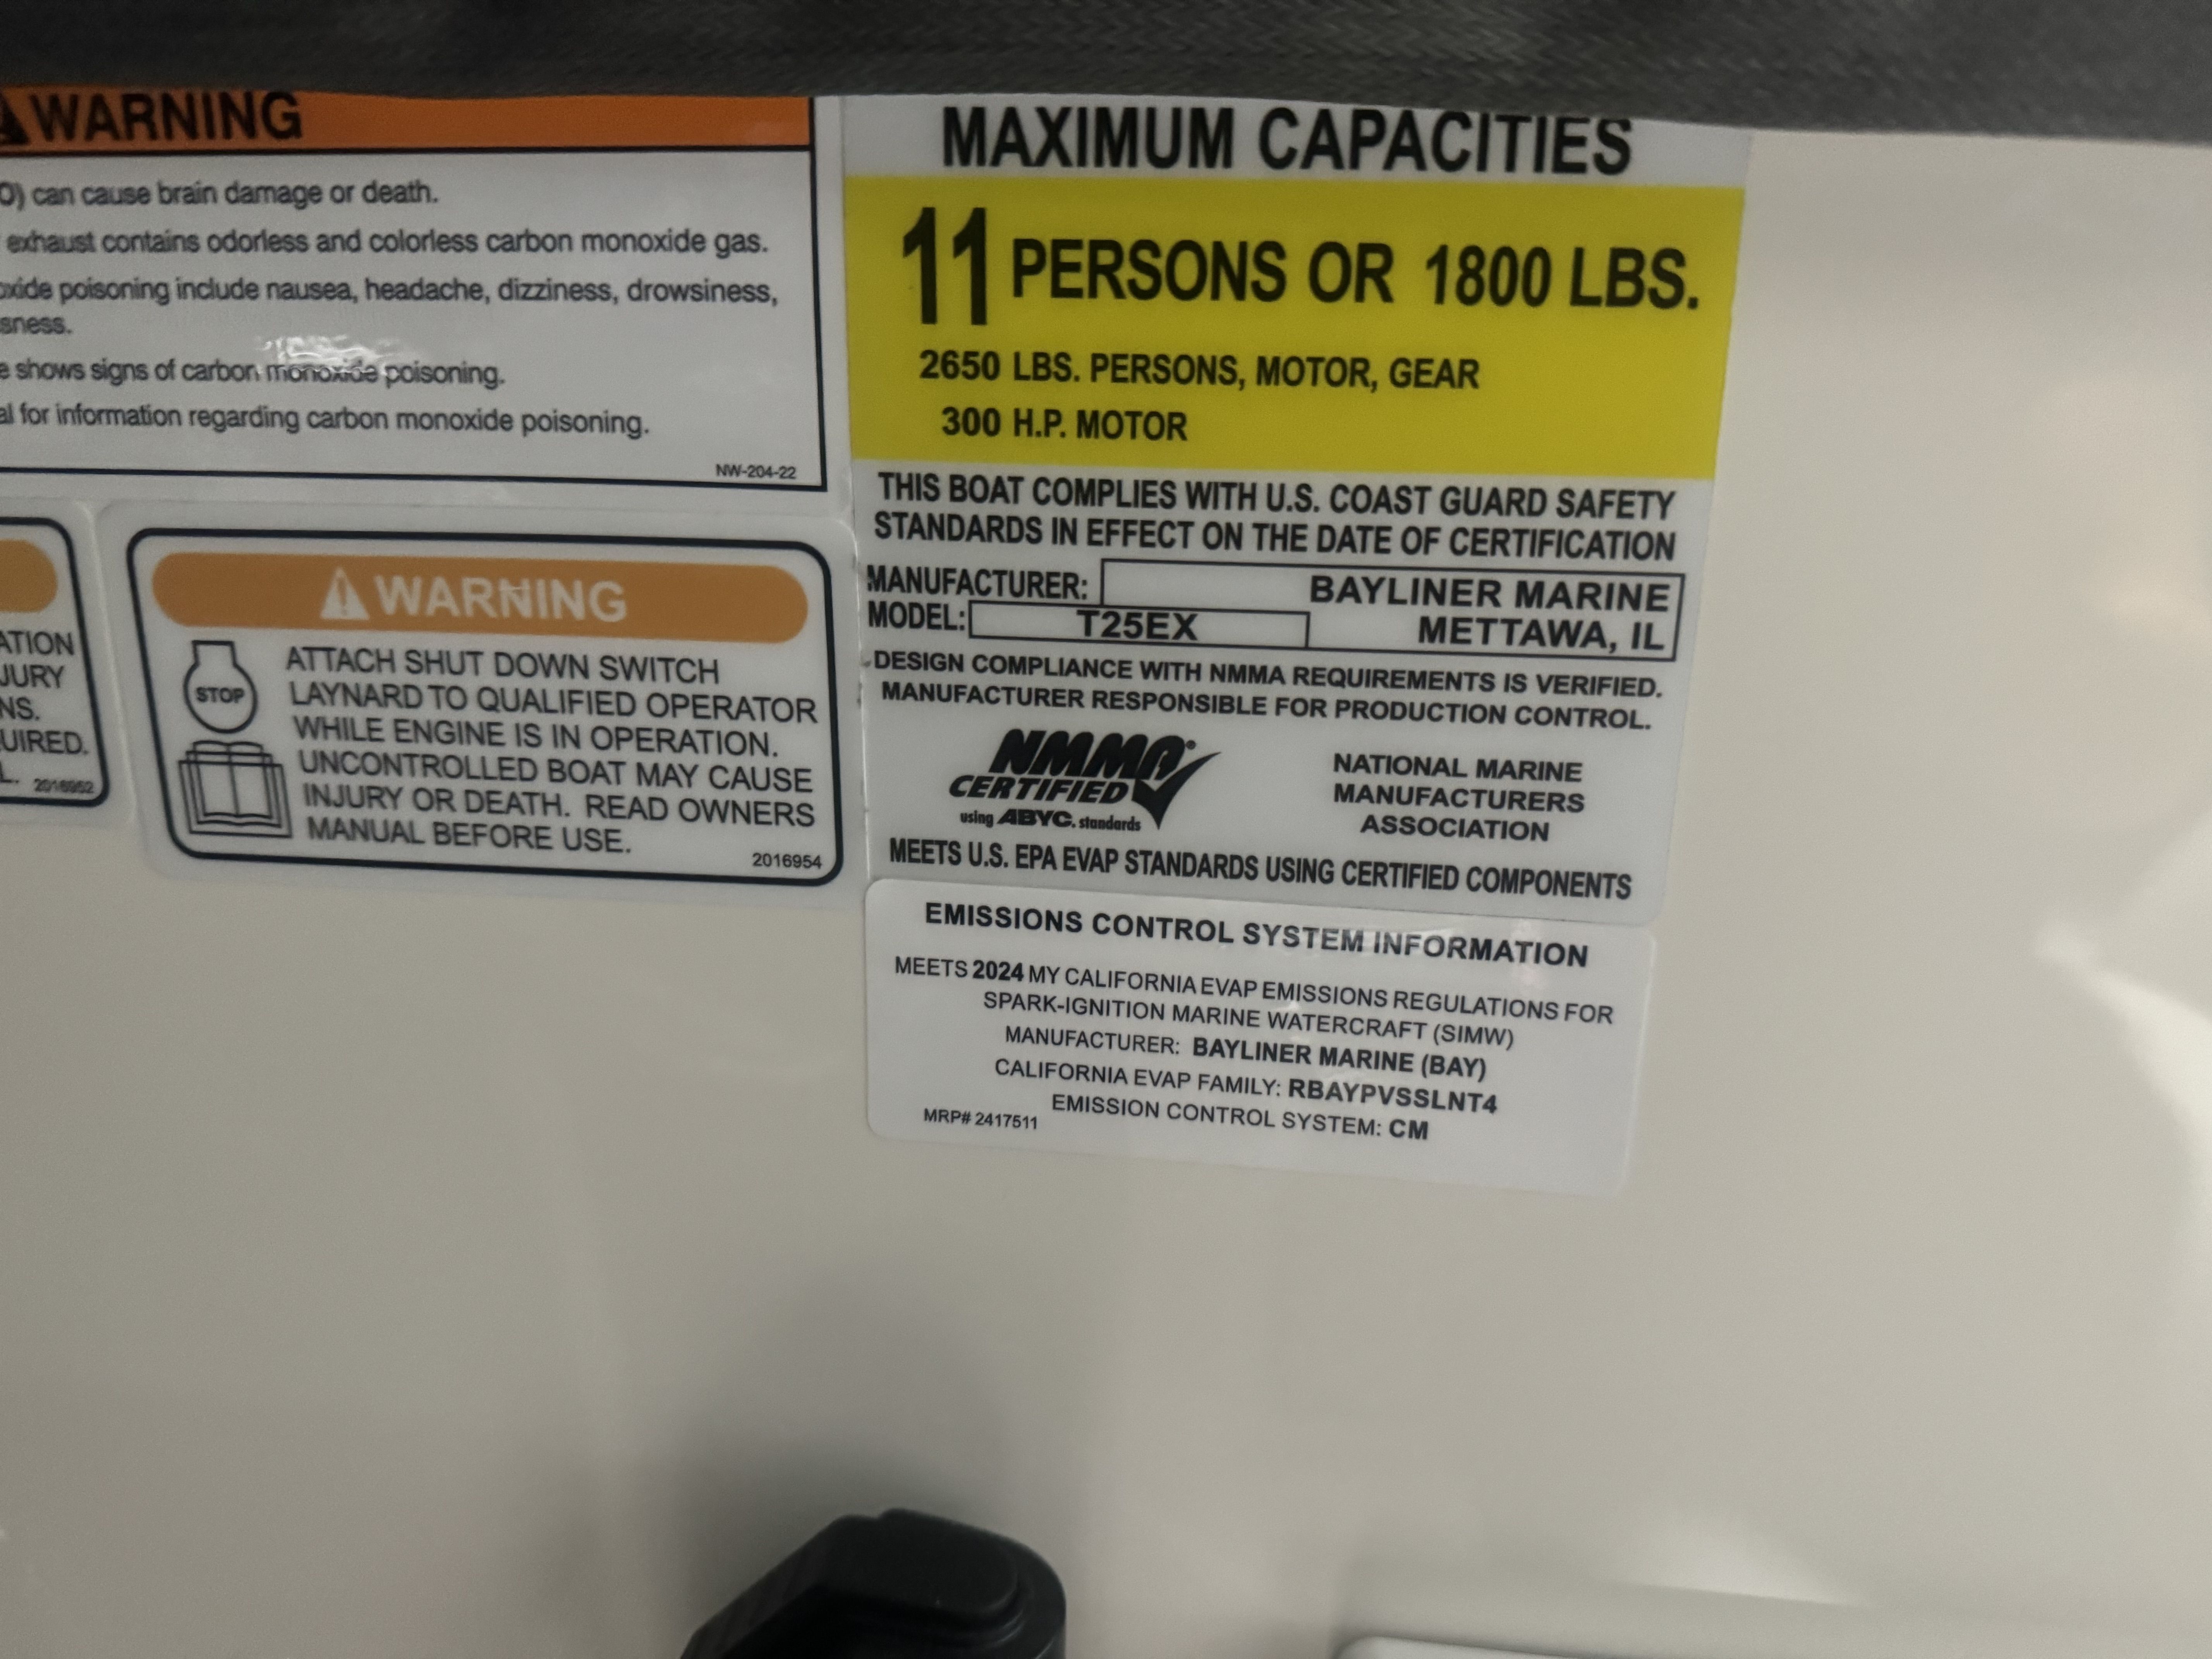 WARNING
O) can cause brain damage or death.
exhaust contains odorless and colorless carbon monoxide gas.
oxide poisoning include nausea, headache, dizziness, drowsiness,
sness.
e shows signs of carbon monoxide poisoning.
al for information regarding carbon monoxide poisoning.
NW-204-22
ATION
JURY
NS.
UIRED.
L. 2016952
WARNING
STOP
ATTACH SHUT DOWN SWITCH
LAYNARD TO QUALIFIED OPERATOR
WHILE ENGINE IS IN OPERATION.
UNCONTROLLED BOAT MAY CAUSE
INJURY OR DEATH. READ OWNERS
MANUAL BEFORE USE.
2016954
MAXIMUM CAPACITIES
11 PERSONS OR 1800 LBS.
2650 LBS. PERSONS, MOTOR, GEAR
300 H.P. MOTOR
THIS BOAT COMPLIES WITH U.S. COAST GUARD SAFETY
STANDARDS IN EFFECT ON THE DATE OF CERTIFICATION
MANUFACTURER: BAYLINER MARINE
MODEL: T25EX METTAWA, IL
DESIGN COMPLIANCE WITH NMMA REQUIREMENTS IS VERIFIED.
MANUFACTURER RESPONSIBLE FOR PRODUCTION CONTROL.
NMMA®
CERTIFIED
using ABYC. standards
NATIONAL MARINE
MANUFACTURERS
ASSOCIATION
MEETS U.S. EPA EVAP STANDARDS USING CERTIFIED COMPONENTS
EMISSIONS CONTROL SYSTEM INFORMATION
MEETS 2024 MY CALIFORNIA EVAP EMISSIONS REGULATIONS FOR
SPARK-IGNITION MARINE WATERCRAFT (SIMW)
MANUFACTURER: BAYLINER MARINE (BAY)
CALIFORNIA EVAP FAMILY: RBAYPVSSLNT4
EMISSION CONTROL SYSTEM: CM
MRP# 2417511